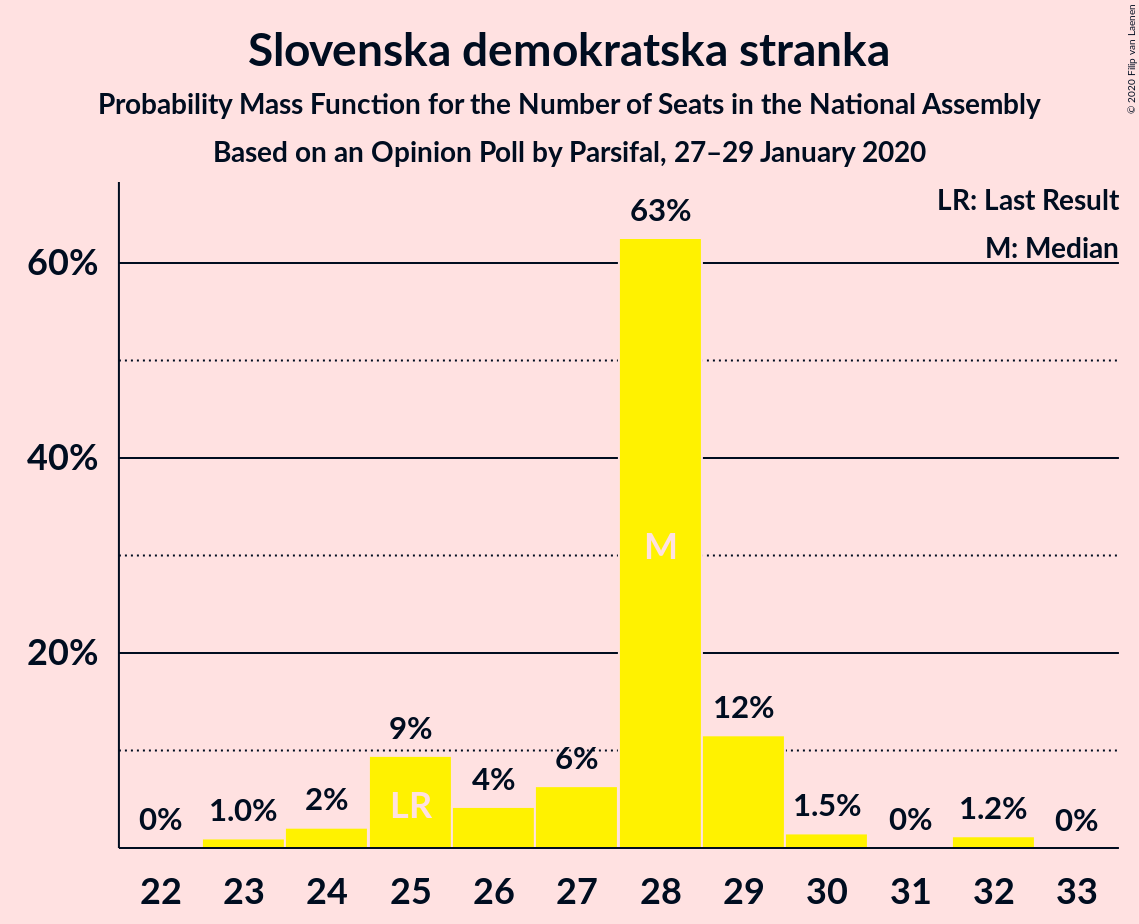 Slovenska demokratska stranka
Probability Mass Function for the Number of Seats in the National Assembly
Based on an Opinion Poll by Parsifal, 27–29 January 2020
© 2020 Filip van Laenen
LR: Last Result
M: Median
60%
40%
20%
0%
1.0%
2%
9%
4%
6%
63%
12%
1.5%
0%
1.2%
0%
LR
M
22 23 24 25 26 27 28 29 30 31 32 33